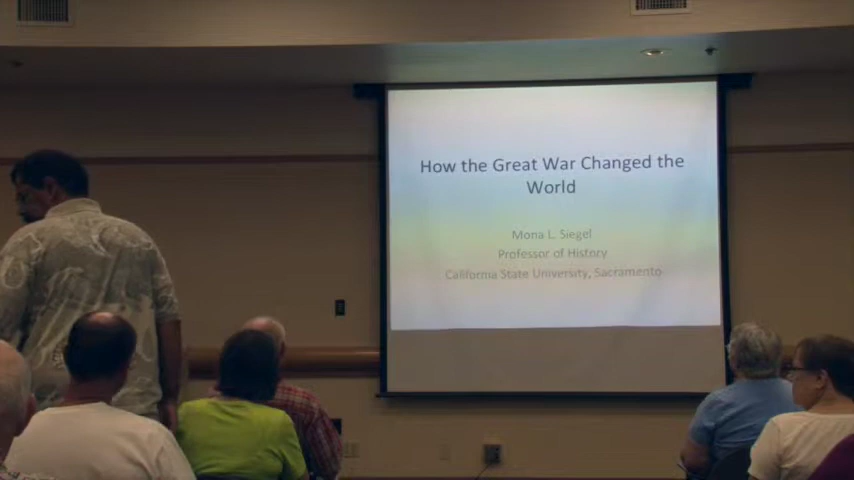 How the Great War Changed the
World
Mona L. Siegel
Professor of History
California State University, Sacramento